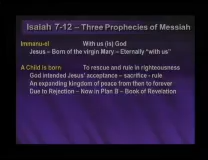 Isaiah 7-12 – Three Prophecies of Messiah
Immanu-el With us (is) God
Jesus – Born of the virgin Mary – Eternally "with us"
A Child is born To rescue and rule in righteousness
God intended Jesus' acceptance – sacrifice - rule
An expanding kingdom of peace from then to forever
Due to Rejection – Now in Plan B – Book of Revelation